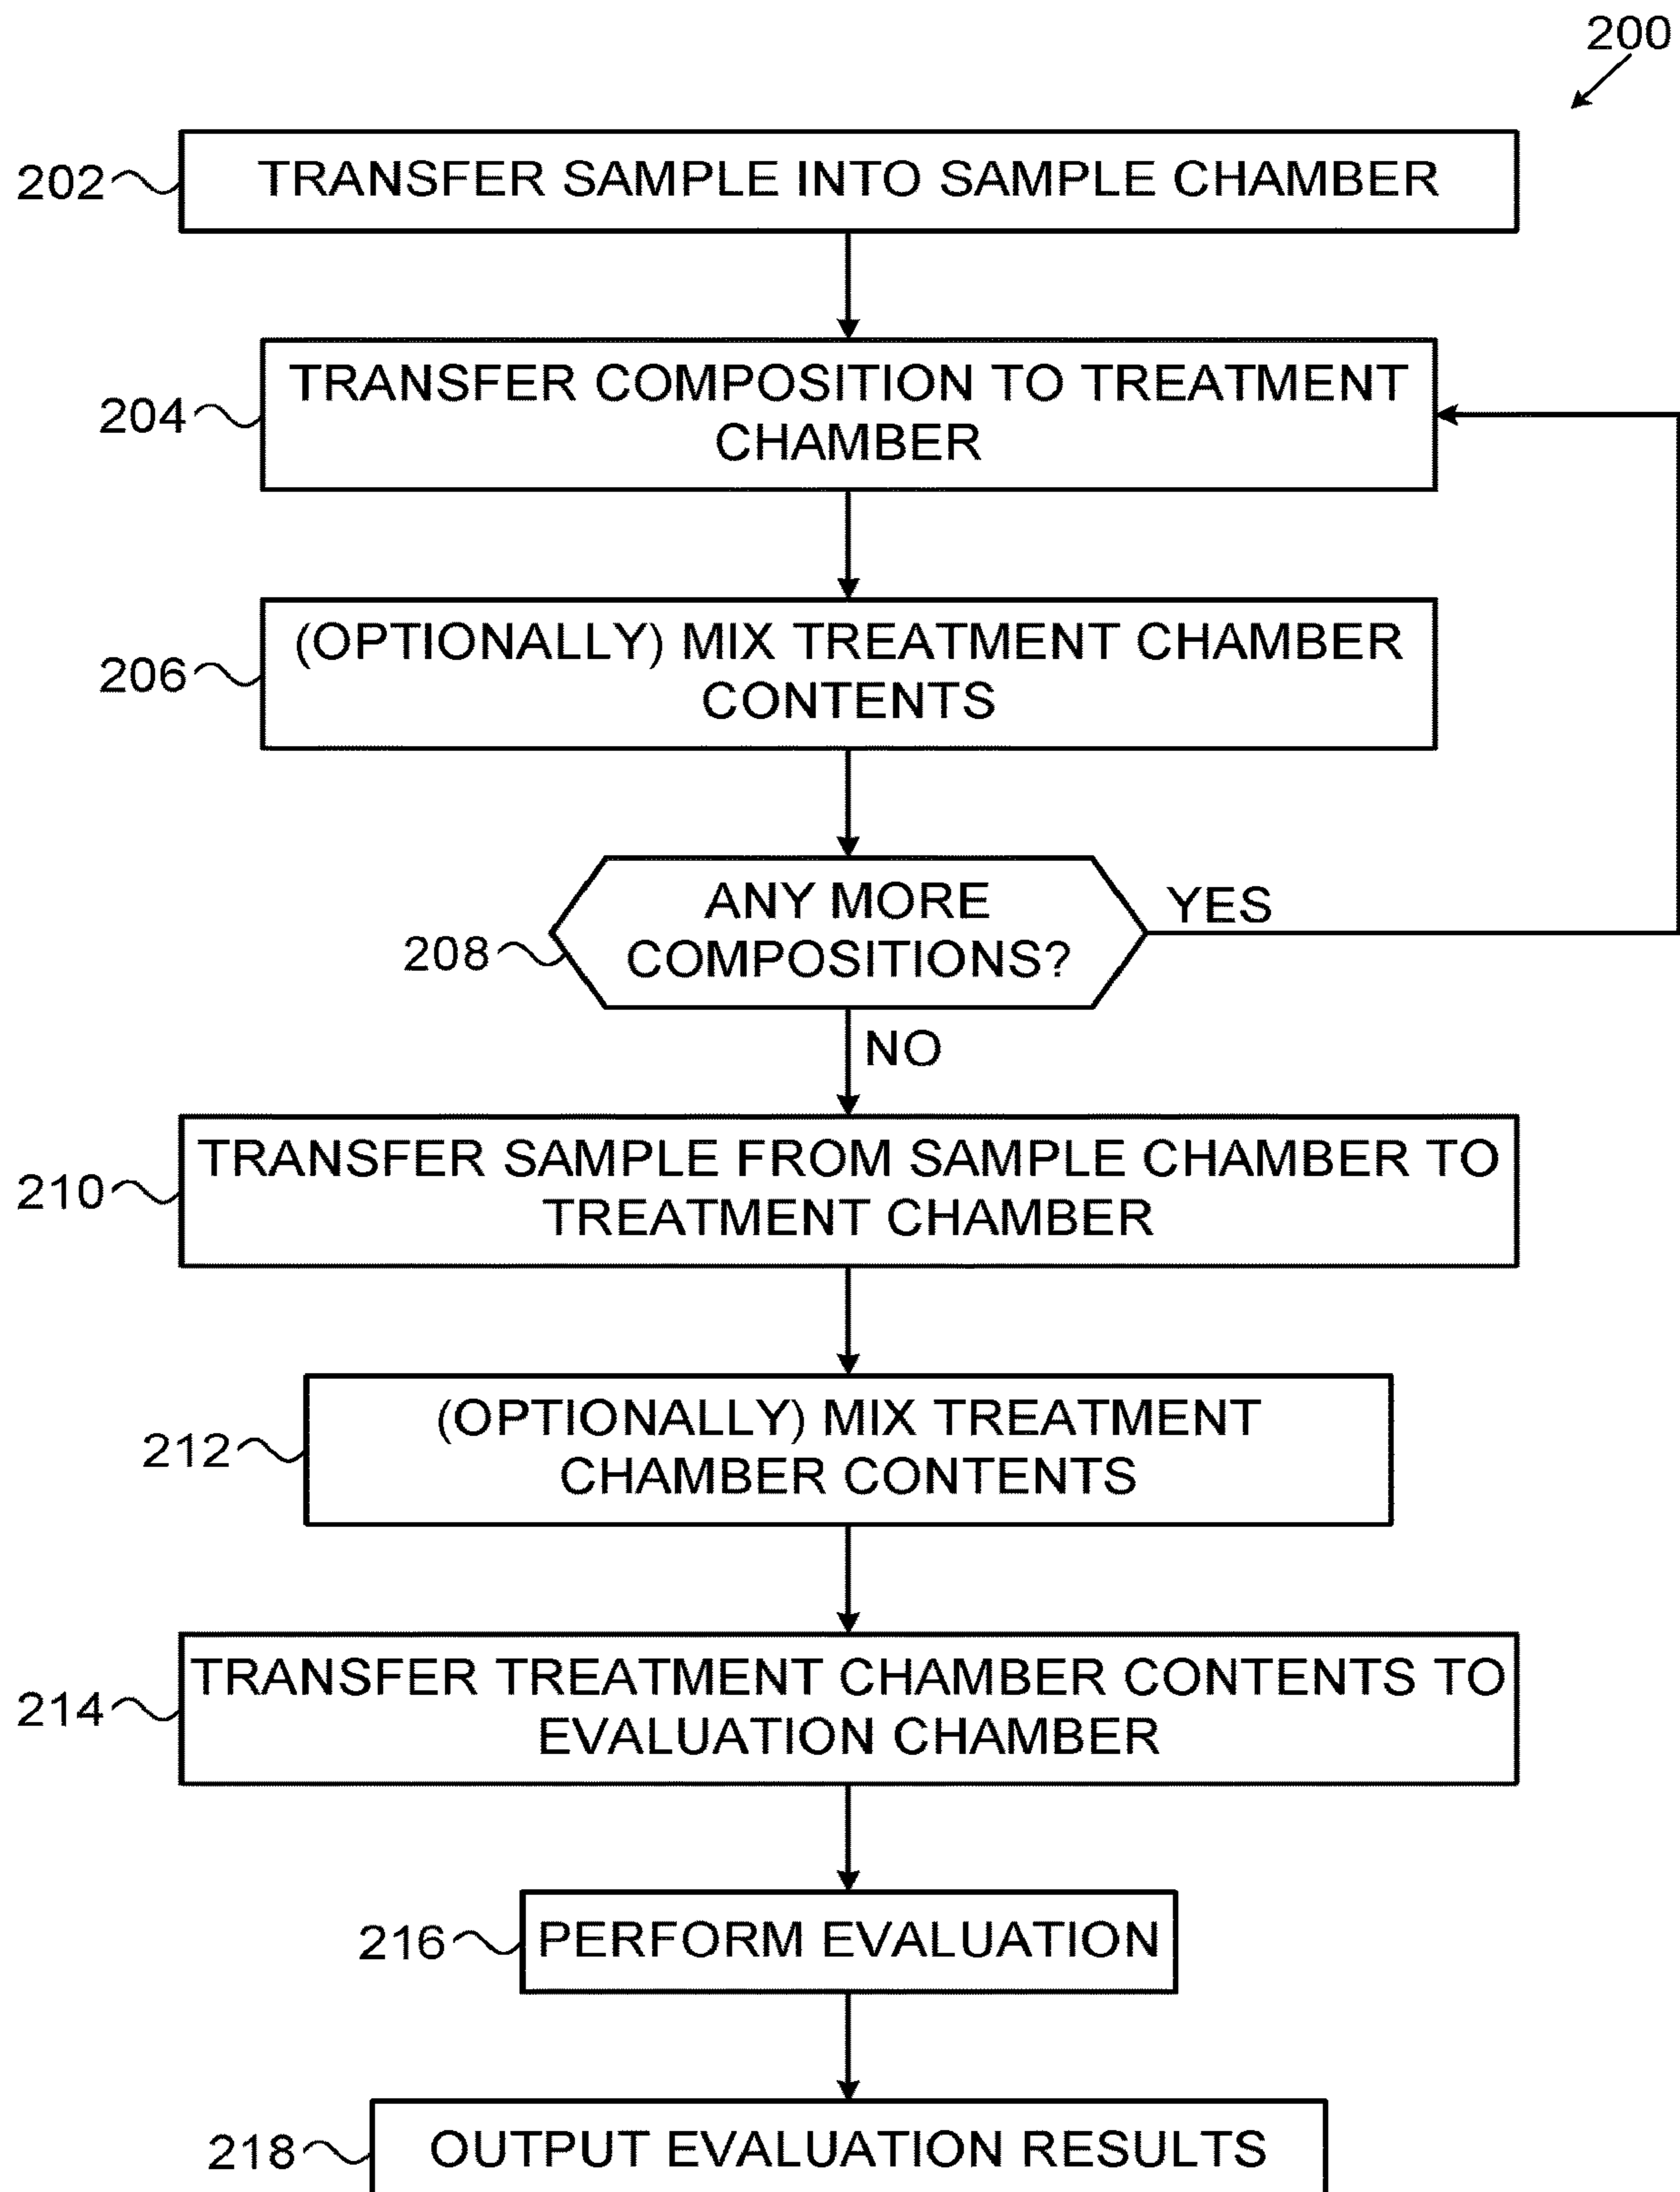 200
202
TRANSFER SAMPLE INTO SAMPLE CHAMBER
204
TRANSFER COMPOSITION TO TREATMENT
CHAMBER
206
(OPTIONALLY) MIX TREATMENT CHAMBER
CONTENTS
208
ANY MORE
COMPOSITIONS?
YES
NO
210
TRANSFER SAMPLE FROM SAMPLE CHAMBER TO
TREATMENT CHAMBER
212
(OPTIONALLY) MIX TREATMENT
CHAMBER CONTENTS
214
TRANSFER TREATMENT CHAMBER CONTENTS TO
EVALUATION CHAMBER
216
PERFORM EVALUATION
218
OUTPUT EVALUATION RESULTS